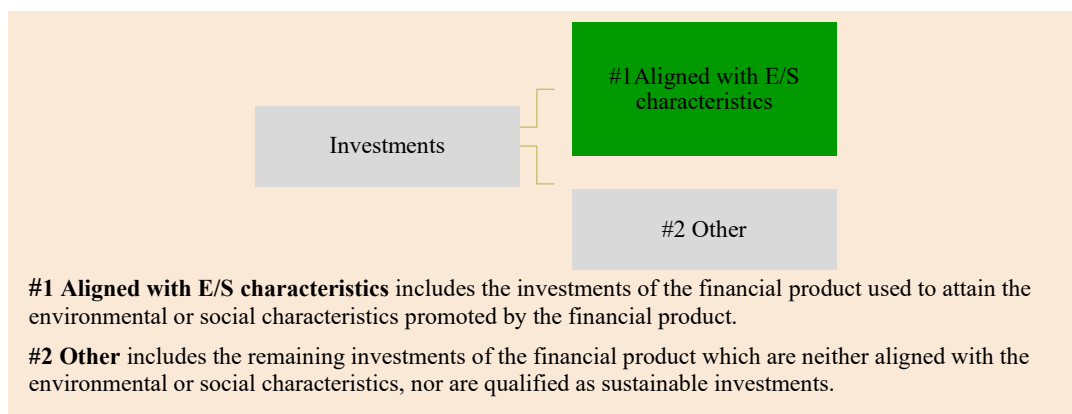 #1Aligned with E/S
characteristics
Investments
#2 Other
#1 Aligned with E/S characteristics includes the investments of the financial product used to attain the
environmental or social characteristics promoted by the financial product.
#2 Other includes the remaining investments of the financial product which are neither aligned with the
environmental or social characteristics, nor are qualified as sustainable investments.